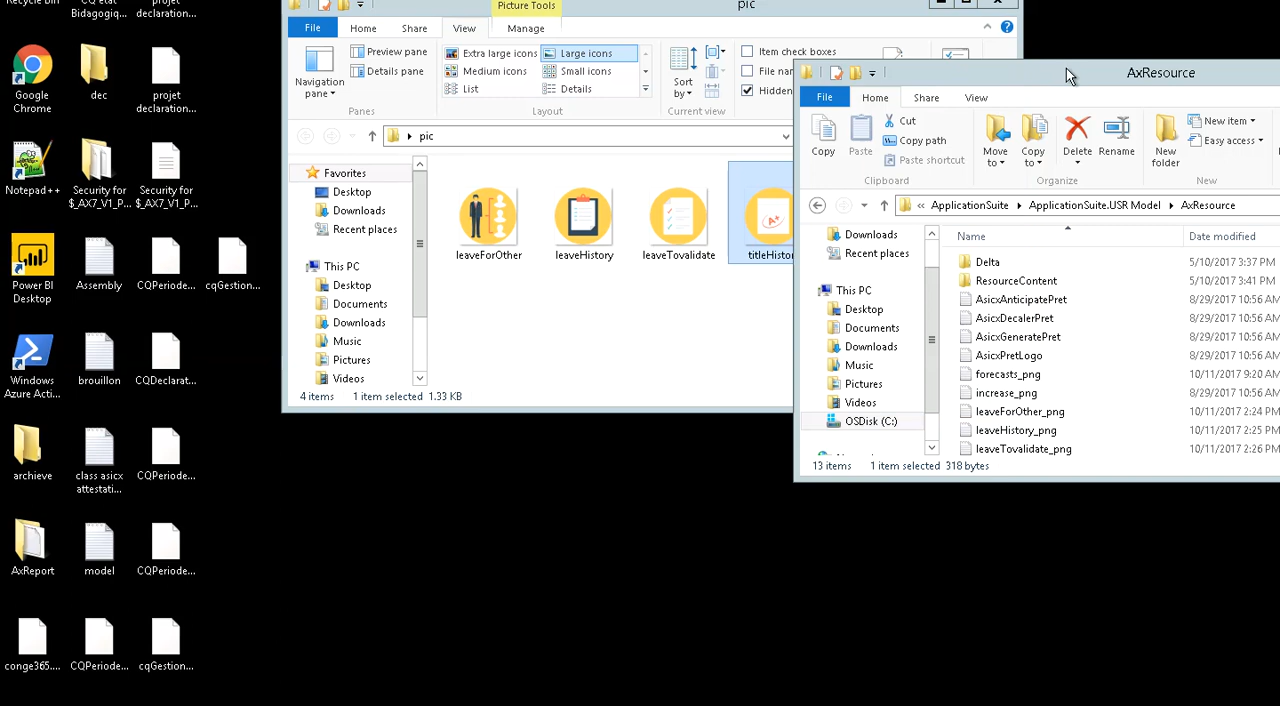 Recycle Bin
CQ etat
Bidagogiq...
projet
declaration...
Google
Chrome
dec
projet
declaration...
Notepad++
Security for
$_AX7_V1_P...
Security for
$_AX7_V1_P...
Power BI
Desktop
Assembly
CQPeriode...
cqGestion...
Windows
Azure Acti...
brouillon
CQDeclarat...
archieve
class asicx
attestati...
CQPeriode...
AxReport
model
CQPeriode...
conge365....
CQPeriode...
cqGestion...
Picture Tools
pic
File
Home
Share
View
Manage
Navigation
pane
Preview pane
Details pane
Panes
Extra large icons
Large icons
Medium icons
Small icons
List
Details
Layout
Sort
by
Current view
Item check boxes
File nam
Hidden
pic
Favorites
Desktop
Downloads
Recent places
This PC
Desktop
Documents
Downloads
Music
Pictures
Videos
leaveForOther
leaveHistory
leaveTovalidate
titleHistor
4 items
1 item selected 1.33 KB
AxResource
File
Home
Share
View
Copy
Paste
Cut
Copy path
Paste shortcut
Clipboard
Move
to
Copy
to
Delete
Rename
Organize
New
folder
New item
Easy access
New
« ApplicationSuite
ApplicationSuite.USR Model
AxResource
Downloads
Recent places
This PC
Desktop
Documents
Downloads
Music
Pictures
Videos
OSDisk (C:)
Name
Date modified
Delta
5/10/2017 3:37 PM
ResourceContent
5/10/2017 3:41 PM
AsicxAnticipatePret
8/29/2017 10:56 AM
AsicxDecalerPret
8/29/2017 10:56 AM
AsicxGeneratePret
8/29/2017 10:56 AM
AsicxPretLogo
8/29/2017 10:56 AM
forecasts_png
10/11/2017 9:20 AM
increase_png
8/29/2017 10:56 AM
leaveForOther_png
10/11/2017 2:24 PM
leaveHistory_png
10/11/2017 2:25 PM
leaveTovalidate_png
10/11/2017 2:26 PM
13 items
1 item selected 318 bytes